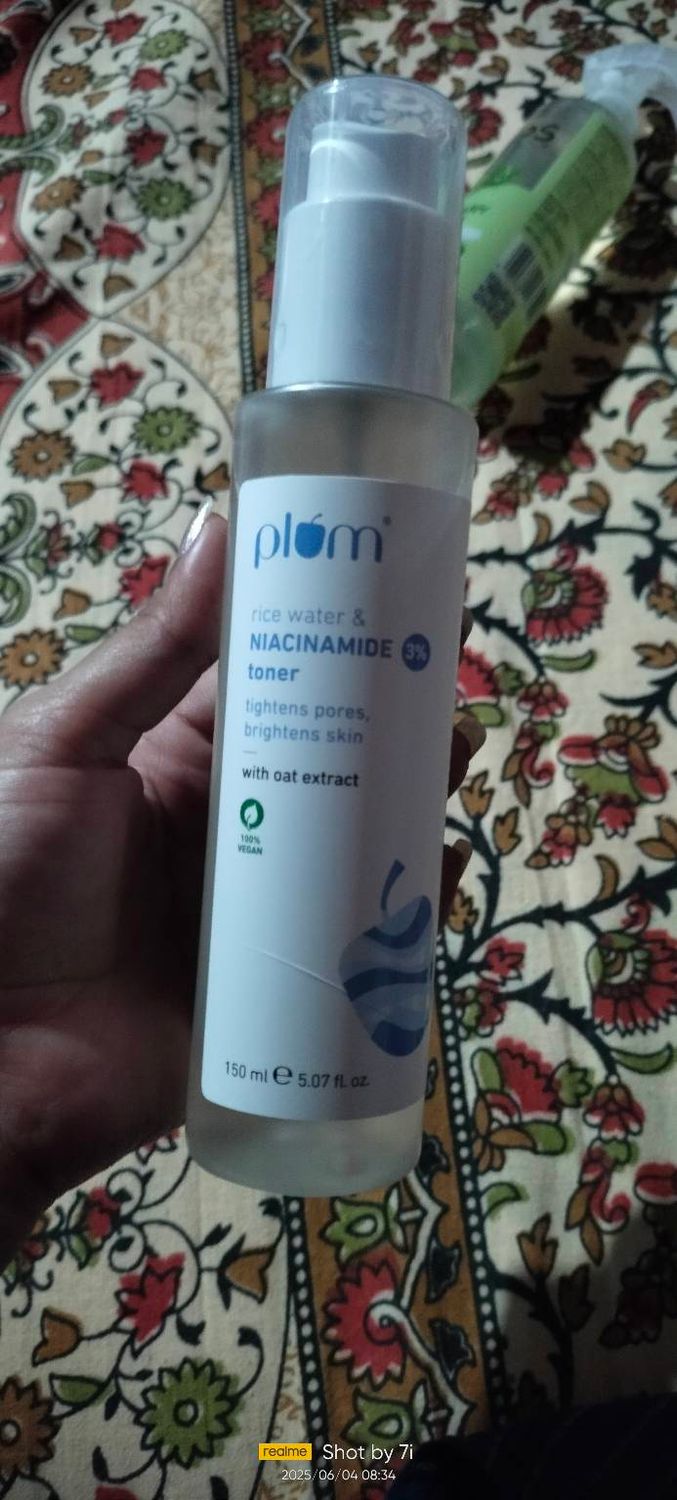 plum®
rice water &
NIACINAMIDE 3%
toner
tightens pores,
brightens skin
with oat extract
100%
VEGAN
150 ml ℮ 5.07 fl. oz.
realme Shot by 7i
2025/06/04 08:34